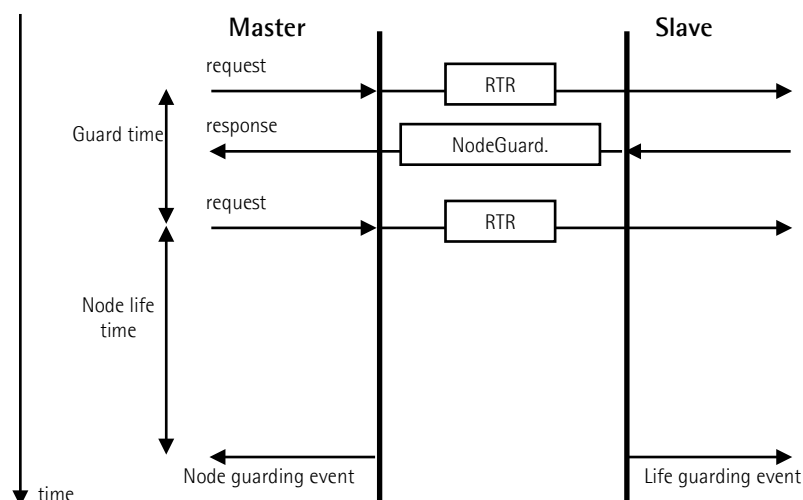 Master
Slave
request
RTR
Guard time
response
NodeGuard.
request
RTR
Node life
time
Node guarding event
Life guarding event
time